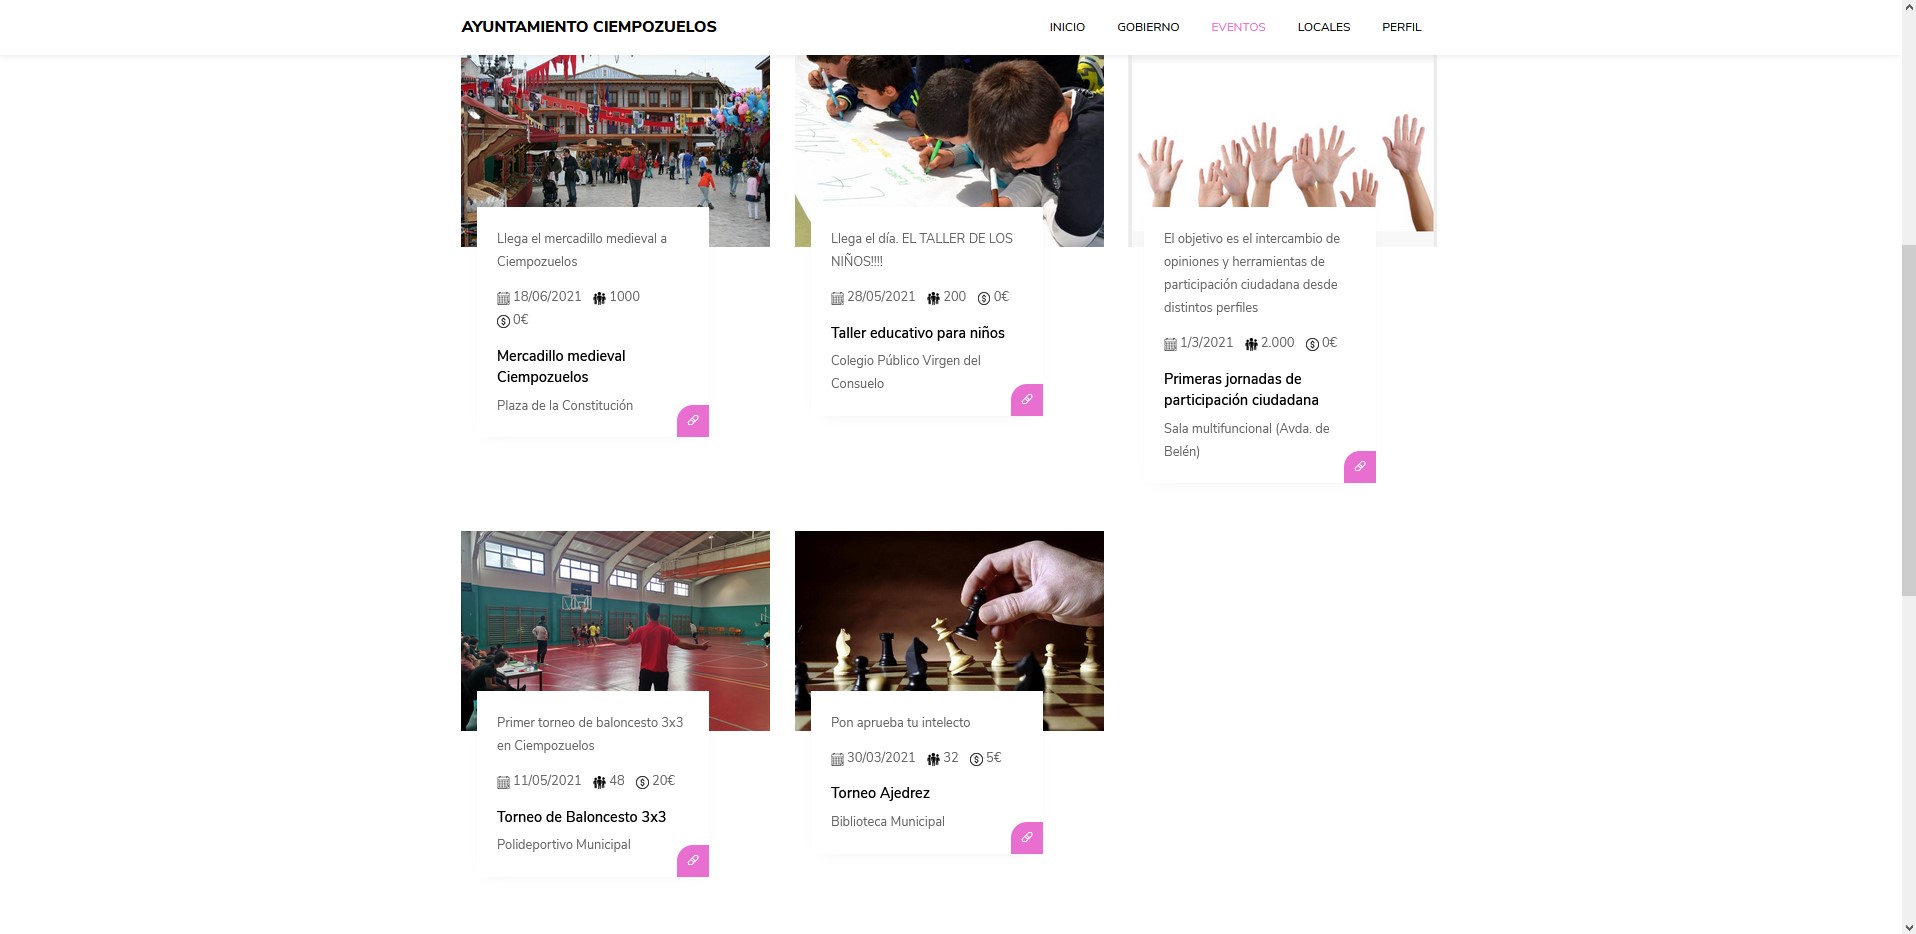 AYUNTAMIENTO CIEMPOZUELOS
INICIO
GOBIERNO
EVENTOS
LOCALES
PERFIL
Llega el mercadillo medieval a
Ciempozuelos
18/06/2021 1000
0€
Mercadillo medieval
Ciempozuelos
Plaza de la Constitución
Llega el día. EL TALLER DE LOS
NIÑOS!!!!
28/05/2021 200 0€
Taller educativo para niños
Colegio Público Virgen del
Consuelo
El objetivo es el intercambio de
opiniones y herramientas de
participación ciudadana desde
distintos perfiles
1/3/2021 2.000 0€
Primeras jornadas de
participación ciudadana
Sala multifuncional (Avda. de
Belén)
Primer torneo de baloncesto 3x3
en Ciempozuelos
11/05/2021 48 20€
Torneo de Baloncesto 3x3
Polideportivo Municipal
Pon aprueba tu intelecto
30/03/2021 32 5€
Torneo Ajedrez
Biblioteca Municipal